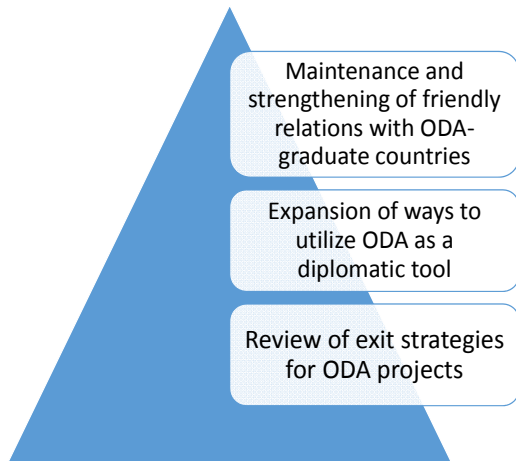 Maintenance and
strengthening of friendly
relations with ODA-
graduate countries
Expansion of ways to
utilize ODA as a
diplomatic tool
Review of exit strategies
for ODA projects